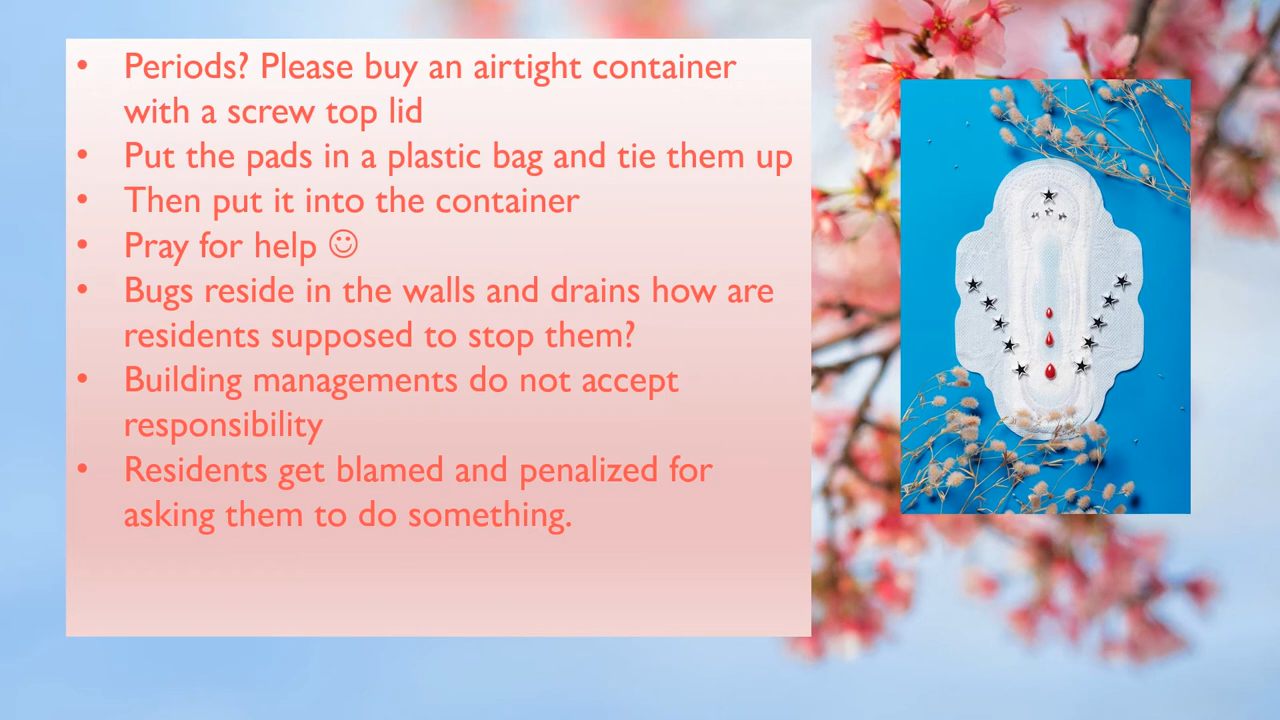 • Periods? Please buy an airtight container
with a screw top lid
• Put the pads in a plastic bag and tie them up
• Then put it into the container
• Pray for help ☺
• Bugs reside in the walls and drains how are
residents supposed to stop them?
• Building managements do not accept
responsibility
• Residents get blamed and penalized for
asking them to do something.